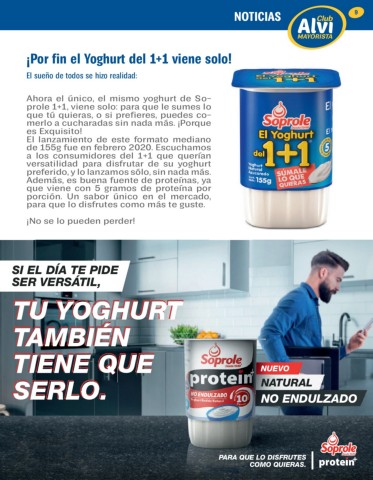 NOTICIAS
Club
Alvi
MAYORISTA
9
¡Por fin el Yoghurt del 1+1 viene solo!
El sueño de todos se hizo realidad:
Ahora el único, el mismo yoghurt de So-
prole 1+1, viene solo: para que le sumes lo
que tú quieras, o si prefieres, puedes co-
merlo a cucharadas sin nada más. ¡Porque
es Exquisito!
El lanzamiento de este formato mediano
de 155g fue en febrero 2020. Escuchamos
a los consumidores del 1+1 que querían
versatilidad para disfrutar de su yoghurt
preferido, y lo lanzamos sólo, sin nada más.
Además, es buena fuente de proteínas, ya
que viene con 5 gramos de proteína por
porción. Un sabor único en el mercado,
para que lo disfrutes como más te guste.
¡No se lo pueden perder!
Soprole
El Yoghurt
del 1+1
Yoghurt
Natural
155g
SÚMALE
LO QUE
QUIERAS
El
5
SI EL DÍA TE PIDE
SER VERSÁTIL,
TU YOGHURT
TAMBIÉN
TIENE QUE
SERLO.
Soprole
protein+
NO ENDULZADO
10
NUEVO
NATURAL
NO ENDULZADO
PARA QUE LO DISFRUTES
COMO QUIERAS.
Soprole
protein+